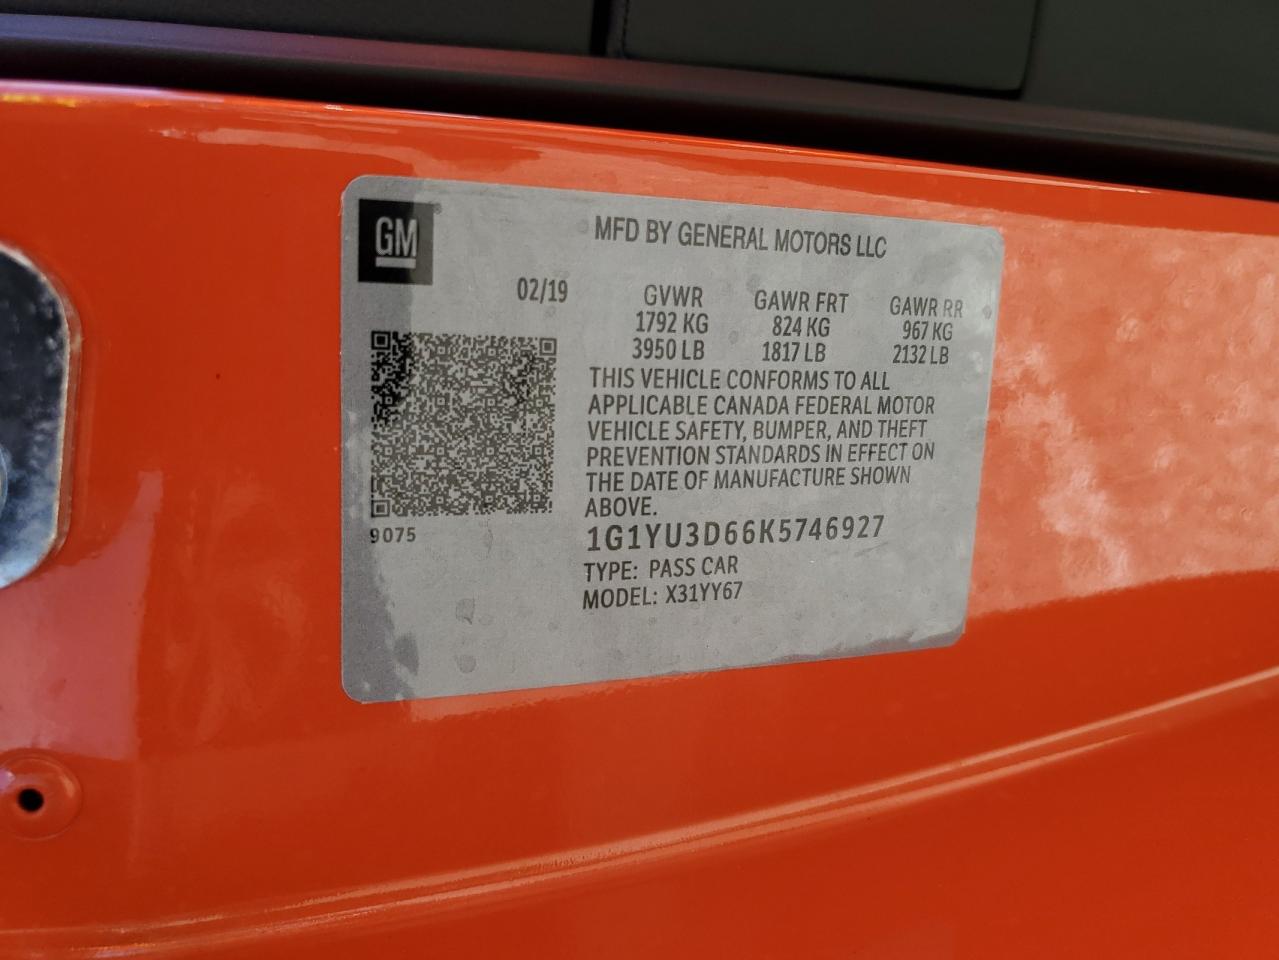 GM
MFD BY GENERAL MOTORS LLC
02/19
GVWR GAWR FRT GAWR RR
1792 KG 824 KG 967 KG
3950 LB 1817 LB 2132 LB
THIS VEHICLE CONFORMS TO ALL
APPLICABLE CANADA FEDERAL MOTOR
VEHICLE SAFETY, BUMPER, AND THEFT
PREVENTION STANDARDS IN EFFECT ON
THE DATE OF MANUFACTURE SHOWN
ABOVE.
9075
1G1YU3D66K5746927
TYPE: PASS CAR
MODEL: X31YY67